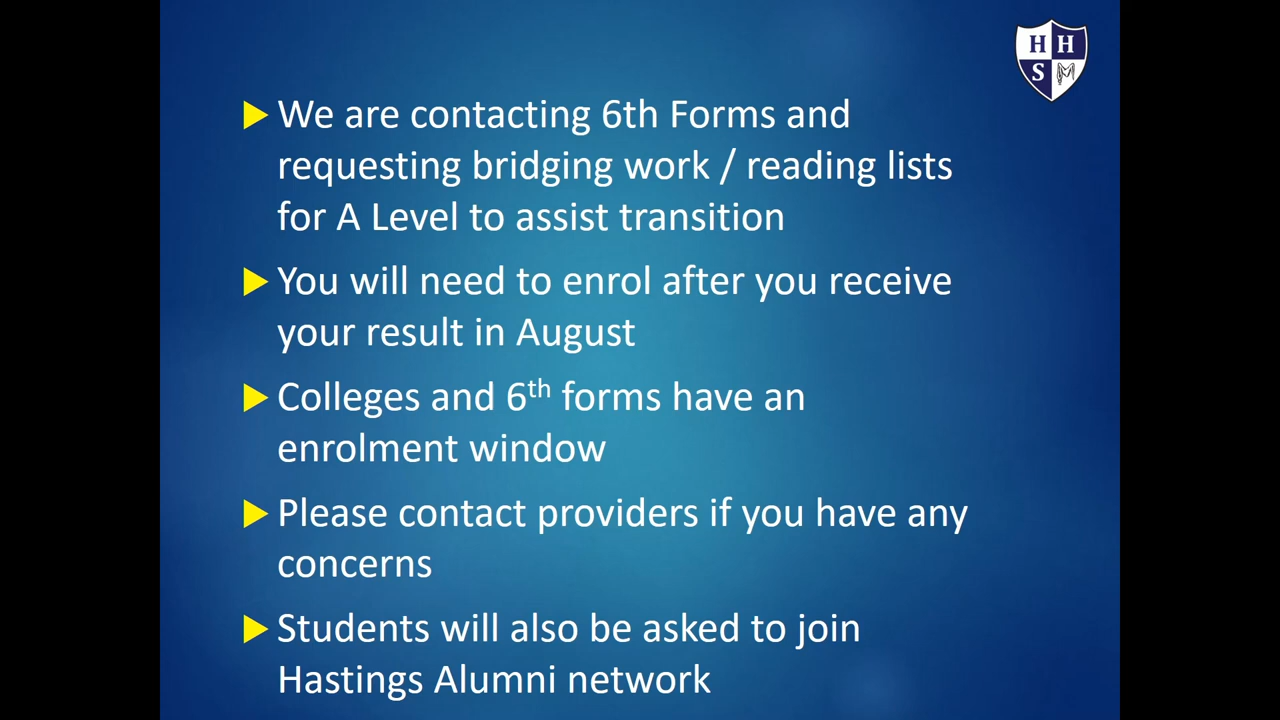 H H
S
We are contacting 6th Forms and
requesting bridging work / reading lists
for A Level to assist transition
You will need to enrol after you receive
your result in August
Colleges and 6th forms have an
enrolment window
Please contact providers if you have any
concerns
Students will also be asked to join
Hastings Alumni network